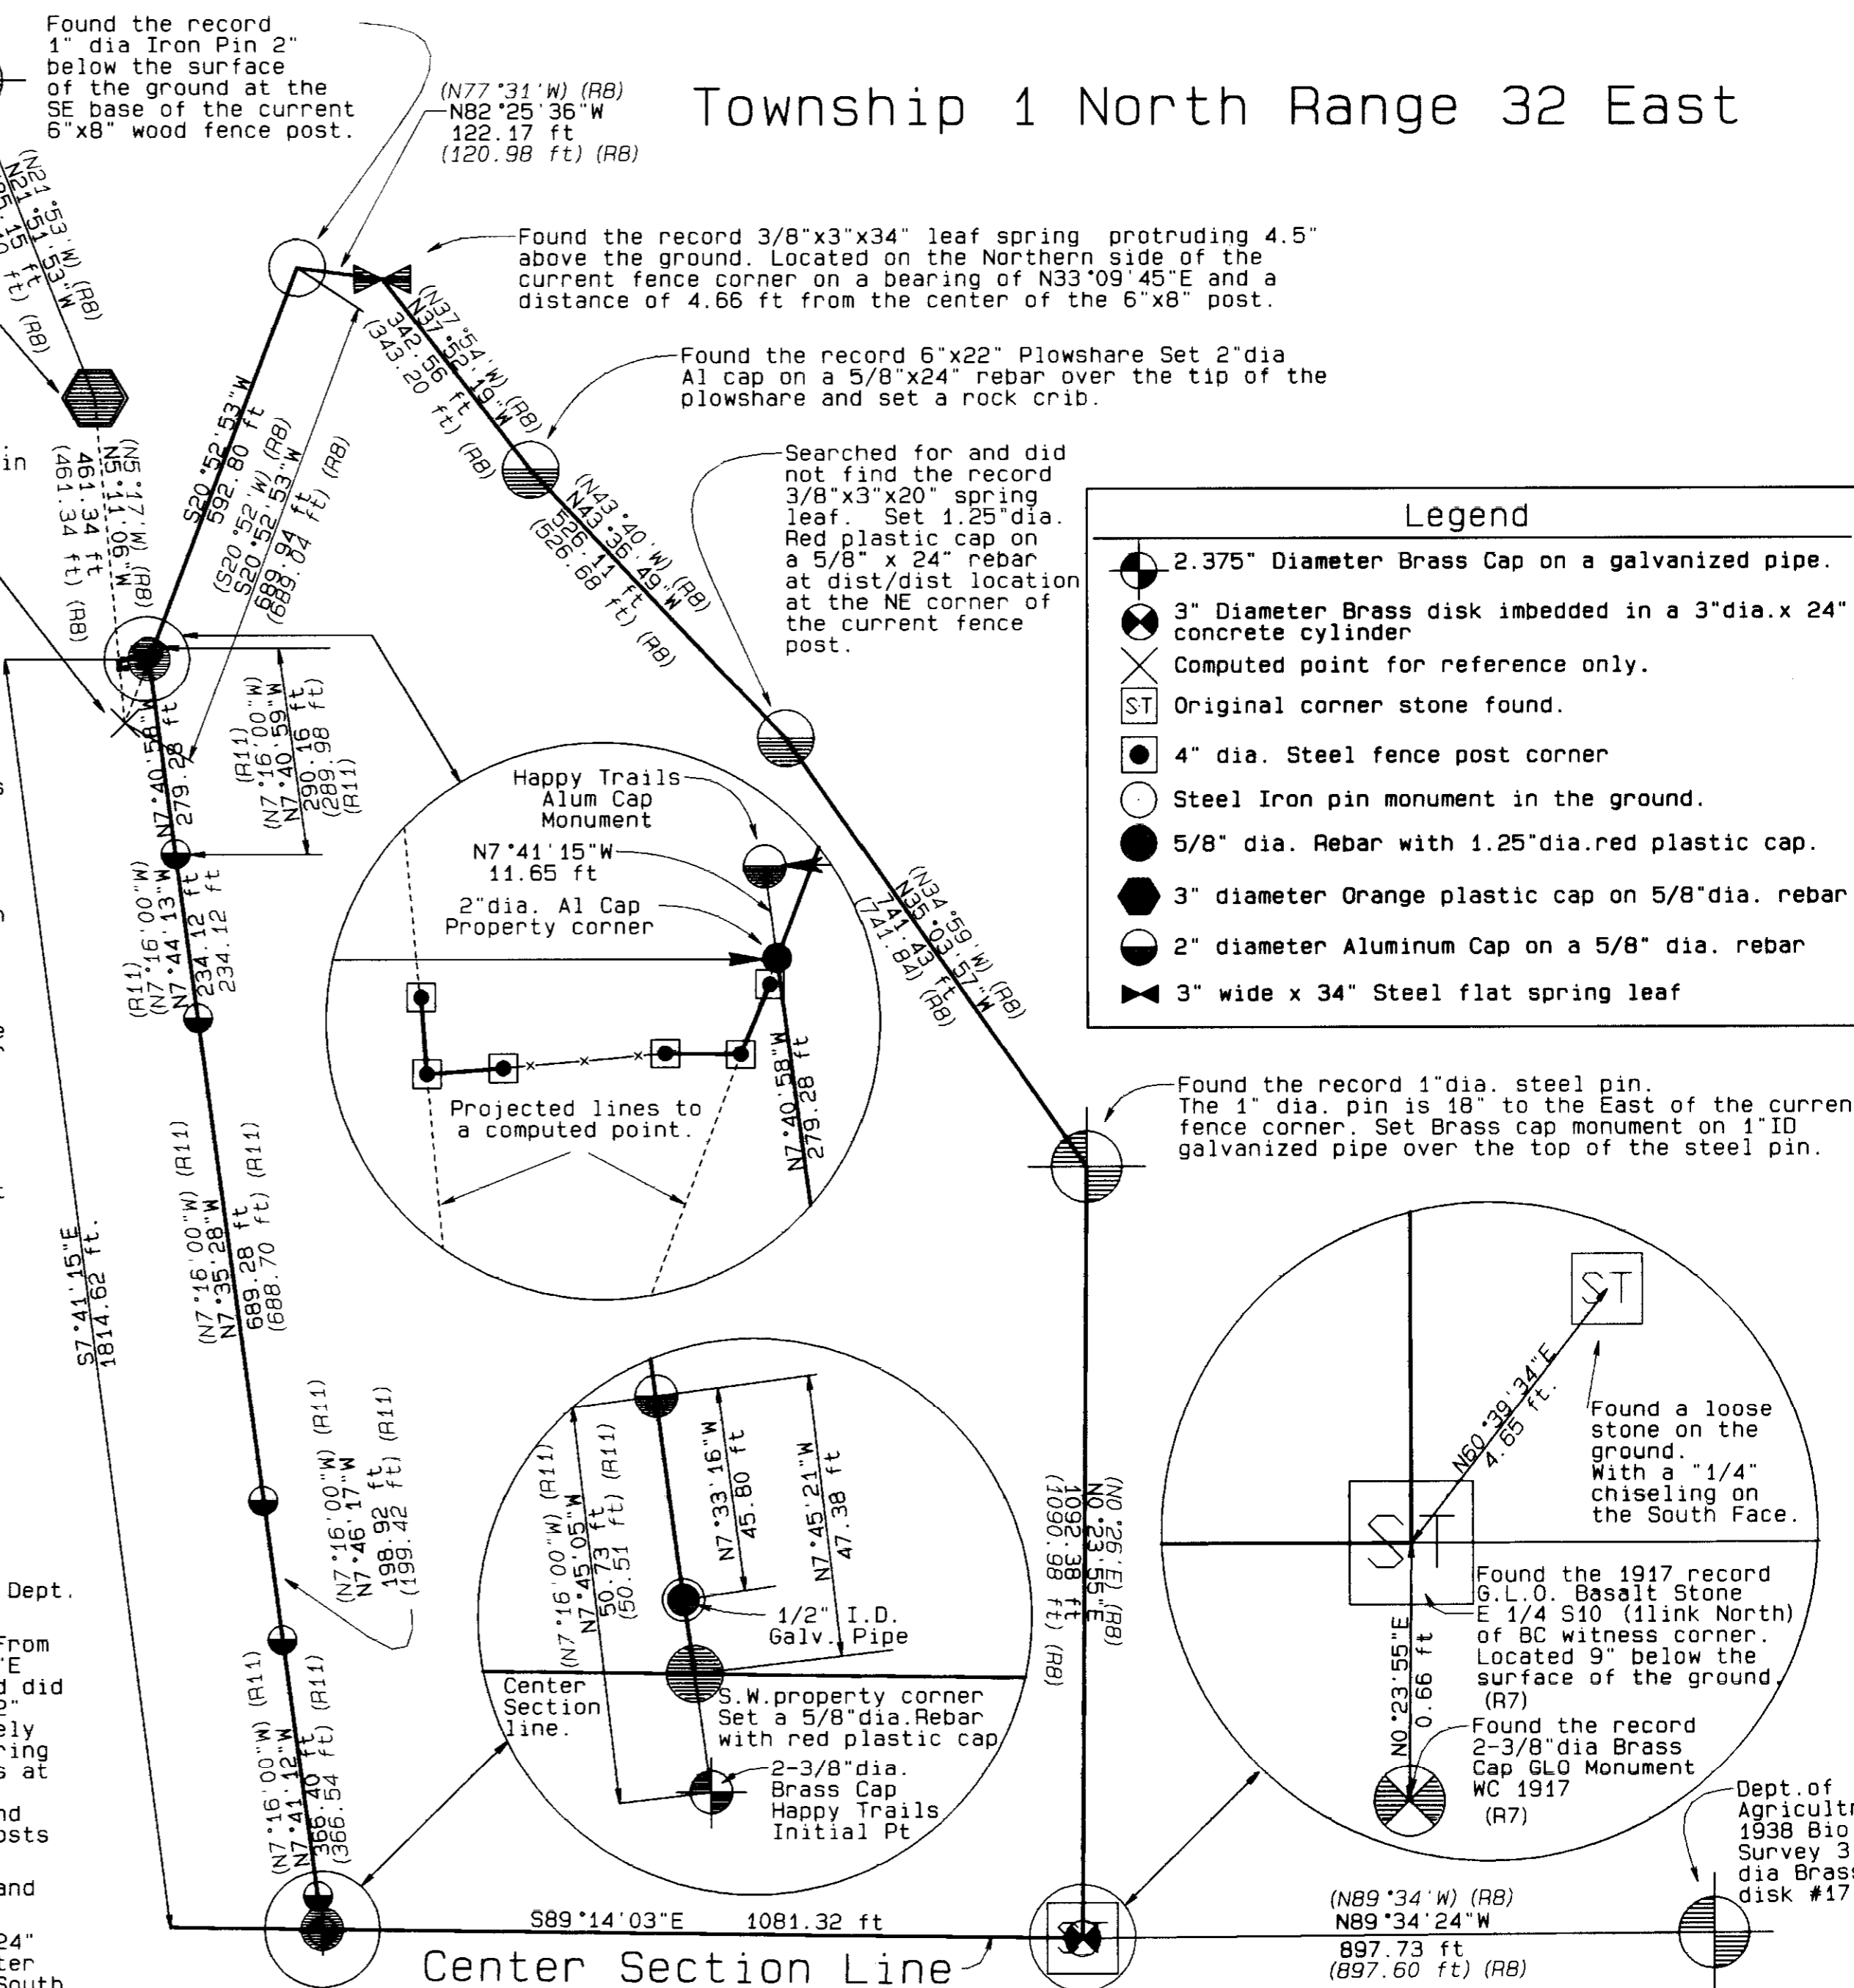 Found the record
1" dia Iron Pin 2"
below the surface
of the ground at the
SE base of the current
6"x8" wood fence post.
(N77°31'W) (R8)
N82°25'36"W
122.17 ft
(120.98 ft) (R8)
Township 1 North Range 32 East
(N21°53'W) (R8)
N21°51'53"W
ft) (R8)
Found the record 3/8"x3"x34" leaf spring protruding 4.5"
above the ground. Located on the Northern side of the
current fence corner on a bearing of N33°09'45"E and a
distance of 4.66 ft from the center of the 6"x8" post.
(N37°54'W) (R8)
N37°52'19"W
342.56 ft
(343.20 ft) (R8)
Found the record 6"x22" Plowshare Set 2"dia
Al cap on a 5/8"x24" rebar over the tip of the
plowshare and set a rock crib.
S20°52'53"W
592.80 ft
(S20°52'W) (R8)
S20°52'53"W
689.94 ft
(689.04 ft) (R8)
in
(N5°17'W) (R8)
N5°11'06"W
461.34 ft
(461.34 ft) (R8)
(N43°40'W) (R8)
N43°36'49"W
526.11 ft
(526.68 ft) (R8)
Searched for and did
not find the record
3/8"x3"x20" spring
leaf. Set 1.25"dia.
Red plastic cap on
a 5/8" x 24" rebar
at dist/dist location
at the NE corner of
the current fence
post.
Legend
2.375" Diameter Brass Cap on a galvanized pipe.
3" Diameter Brass disk imbedded in a 3"dia.x 24"
concrete cylinder
Computed point for reference only.
ST Original corner stone found.
4" dia. Steel fence post corner
Steel Iron pin monument in the ground.
5/8" dia. Rebar with 1.25"dia.red plastic cap.
3" diameter Orange plastic cap on 5/8"dia. rebar
2" diameter Aluminum Cap on a 5/8" dia. rebar
3" wide x 34" Steel flat spring leaf
N7°40'58"W
279.28 ft
(R11)
(N7°16'00"W)
N7°40'59"W
290.16 ft
(289.98 ft)
(R11)
Happy Trails
Alum Cap
Monument
N7°41'15"W
11.65 ft
2"dia. Al Cap
Property corner
Projected lines to
a computed point.
N7°40'58"W
279.28 ft
(R11)
(N7°16'00"W)
N7°44'13"W
234.12 ft
234.12 ft
(N34°59'W) (R8)
N35°03'57"W
741.43 ft
(741.84) (R8)
Found the record 1"dia. steel pin.
The 1" dia. pin is 18" to the East of the curren
fence corner. Set Brass cap monument on 1"ID
galvanized pipe over the top of the steel pin.
S7°41'15"E
1814.62 ft.
(N7°16'00"W) (R11)
N7°35'28"W
689.28 ft
(688.70 ft) (R11)
(N7°16'00"W) (R11)
N7°46'17"W
198.92 ft
(199.42 ft) (R11)
(N7°16'00"W) (R11)
N7°45'05"W
50.73 ft
(50.51 ft) (R11)
N7°33'16"W
45.80 ft
N7°45'21"W
47.38 ft
1/2" I.D.
Galv. Pipe
Center
Section
line.
S.W.property corner
Set a 5/8"dia.Rebar
with red plastic cap
2-3/8"dia.
Brass Cap
Happy Trails
Initial Pt
(N0°26'E) (R8)
N0°23'55"E
1092.38 ft
(1090.98 ft) (R8)
ST
N60°39'34"E
4.65 ft.
Found a loose
stone on the
ground.
With a "1/4"
chiseling on
the South Face.
ST
Found the 1917 record
G.L.O. Basalt Stone
E 1/4 S10 (1link North)
of BC witness corner.
Located 9" below the
surface of the ground.
(R7)
N0°23'55"E
0.66 ft
Found the record
2-3/8"dia Brass
Cap GLO Monument
WC 1917
(R7)
Dept.of
Agricultr
1938 Bio
Survey 3
dia Brass
disk #17
Dept.
From
"E
d did
2"
ely
ring
s at
nd
osts
and
24"
ter
South
(N7°16'00"W) (R11)
N7°41'12"W
366.40 ft
(366.54 ft) (R11)
S89°14'03"E 1081.32 ft
Center Section Line
ST
(N89°34'W) (R8)
N89°34'24"W
897.73 ft
(897.60 ft) (R8)